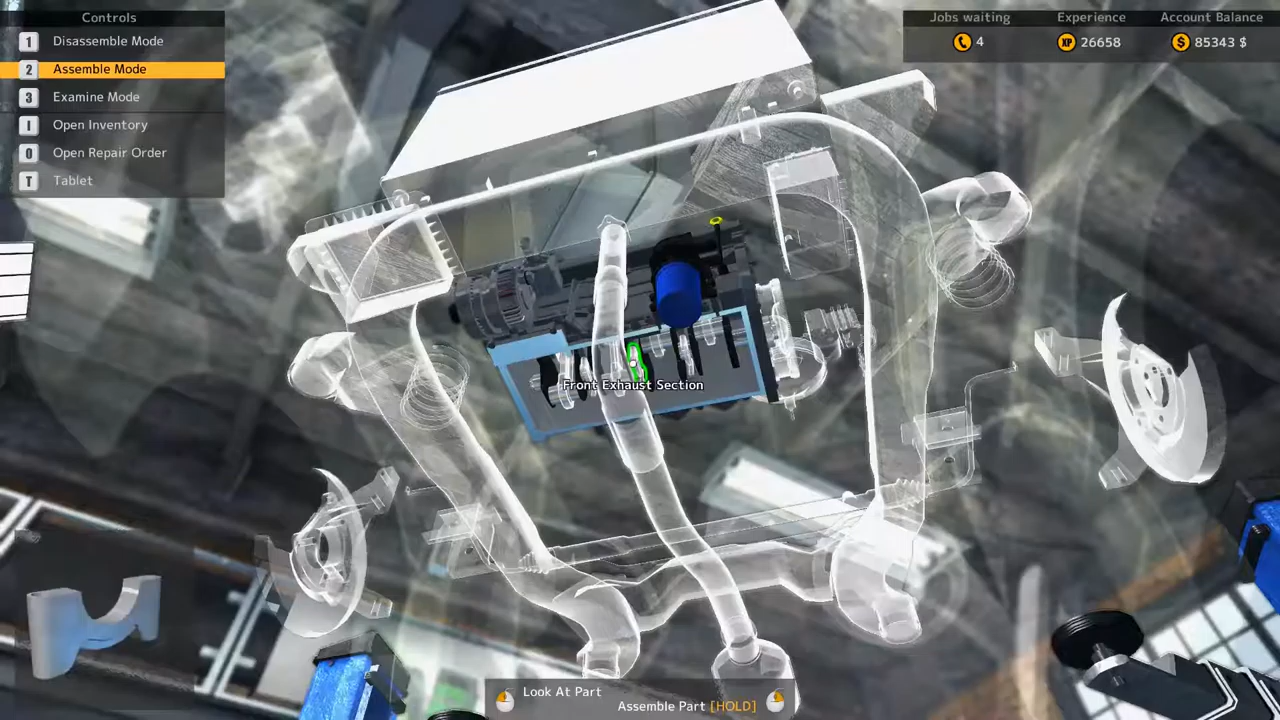 Controls
1 Disassemble Mode
2 Assemble Mode
3 Examine Mode
I Open Inventory
O Open Repair Order
T Tablet
Jobs waiting Experience Account Balance
4 XP 26658 $ 85343 $
Front Exhaust Section
Look At Part
Assemble Part [HOLD]